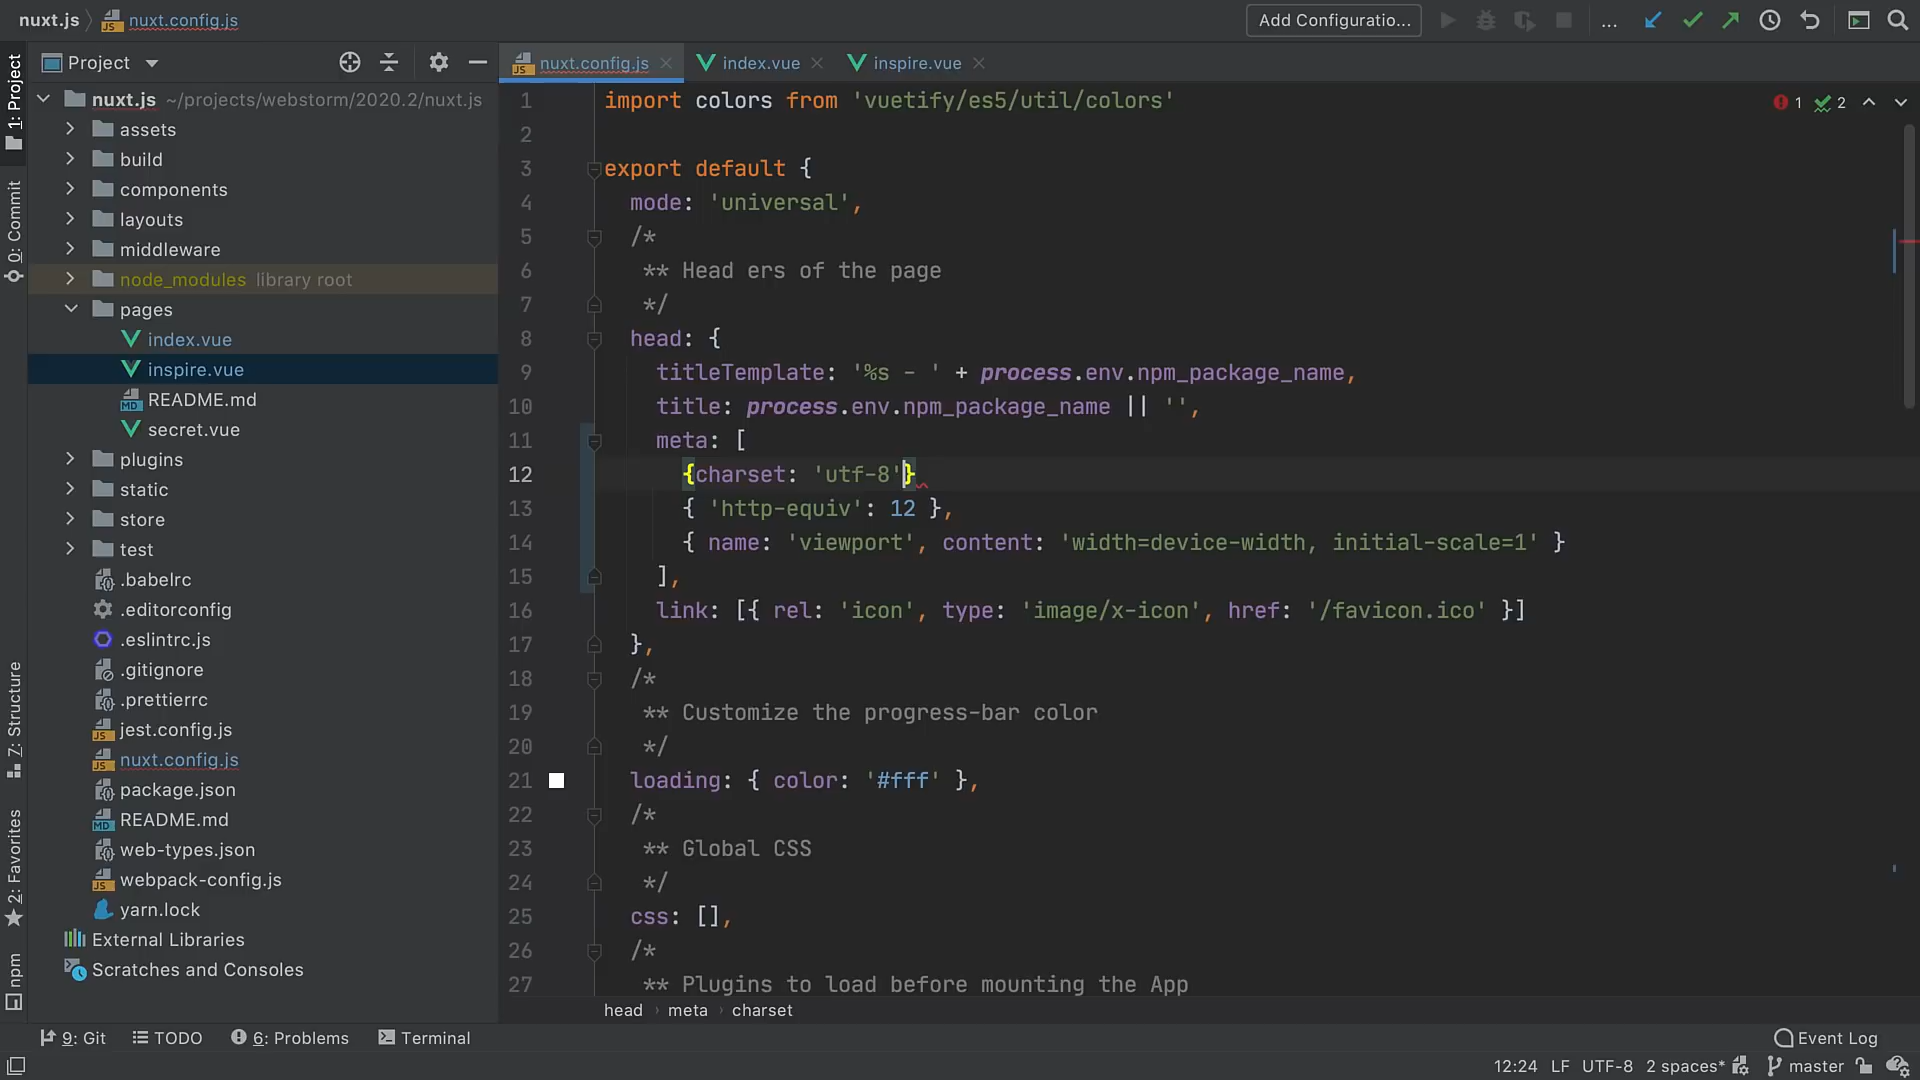 nuxt.js
nuxt.config.js
Add Configuratio...
...
1: Project
0: Commit
7: Structure
2: Favorites
npm
Project
nuxt.js ~/projects/webstorm/2020.2/nuxt.js
assets
build
components
layouts
middleware
node_modules library root
pages
index.vue
inspire.vue
README.md
secret.vue
plugins
static
store
test
.babelrc
.editorconfig
.eslintrc.js
.gitignore
.prettierrc
jest.config.js
nuxt.config.js
package.json
README.md
web-types.json
webpack-config.js
yarn.lock
External Libraries
Scratches and Consoles
nuxt.config.js
index.vue
inspire.vue
1 2
1 import colors from 'vuetify/es5/util/colors'
2
3 export default {
4 mode: 'universal',
5 /*
6 ** Head ers of the page
7 */
8 head: {
9 titleTemplate: '%s - ' + process.env.npm_package_name,
10 title: process.env.npm_package_name || '',
11 meta: [
12 {charset: 'utf-8'}
13 { 'http-equiv': 12 },
14 { name: 'viewport', content: 'width=device-width, initial-scale=1' }
15 ],
16 link: [{ rel: 'icon', type: 'image/x-icon', href: '/favicon.ico' }]
17 },
18 /*
19 ** Customize the progress-bar color
20 */
21 loading: { color: '#fff' },
22 /*
23 ** Global CSS
24 */
25 css: [],
26 /*
27 ** Plugins to load before mounting the App
head › meta › charset
9: Git
TODO
6: Problems
Terminal
Event Log
12:24 LF UTF-8 2 spaces* master